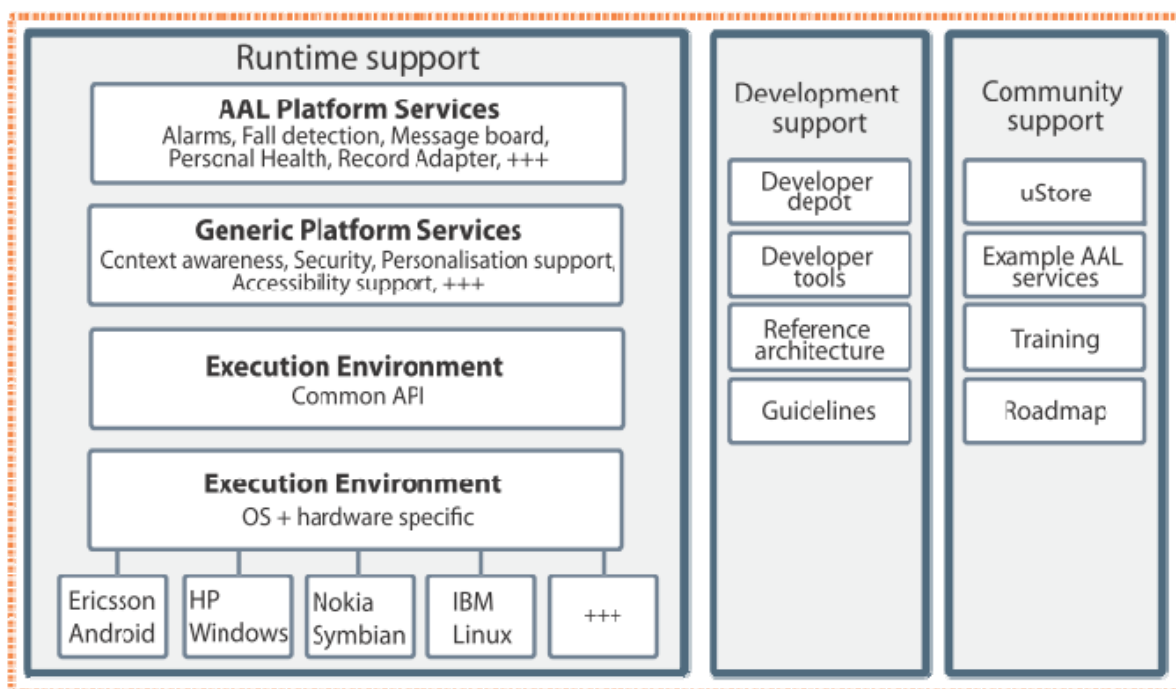 Runtime support
AAL Platform Services
Alarms, Fall detection, Message board,
Personal Health, Record Adapter, +++
Generic Platform Services
Context awareness, Security, Personalisation support,
Accessibility support, +++
Execution Environment
Common API
Execution Environment
OS + hardware specific
Ericsson
Android
HP
Windows
Nokia
Symbian
IBM
Linux
+++
Development
support
Developer
depot
Developer
tools
Reference
architecture
Guidelines
Community
support
uStore
Example AAL
services
Training
Roadmap